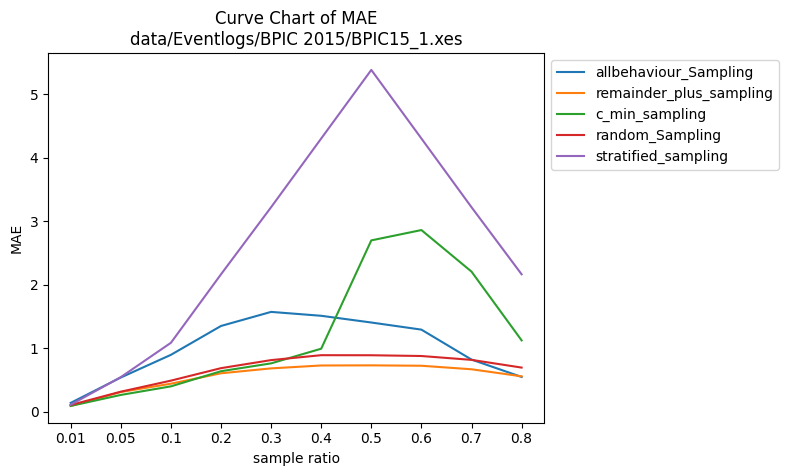 Curve Chart of MAE
data/Eventlogs/BPIC 2015/BPIC15_1.xes
allbehaviour_Sampling
remainder_plus_sampling
c_min_sampling
random_Sampling
stratified_sampling
MAE
5
4
3
2
1
0
0.01 0.05 0.1 0.2 0.3 0.4 0.5 0.6 0.7 0.8
sample ratio